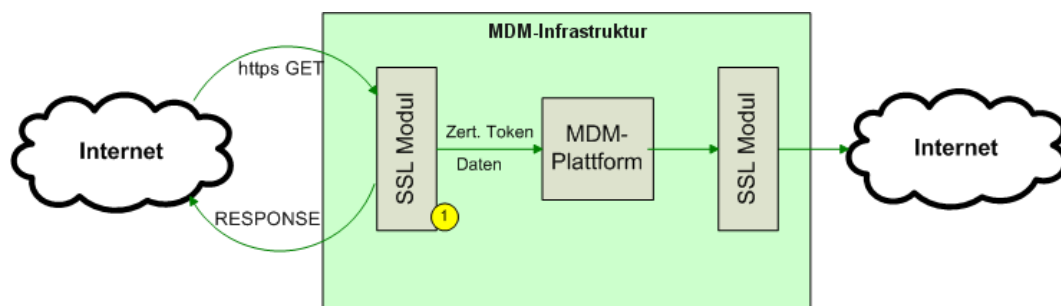 MDM-Infrastruktur
https GET
Internet
RESPONSE
SSL Modul
1
Zert. Token
Daten
MDM-
Plattform
SSL Modul
Internet